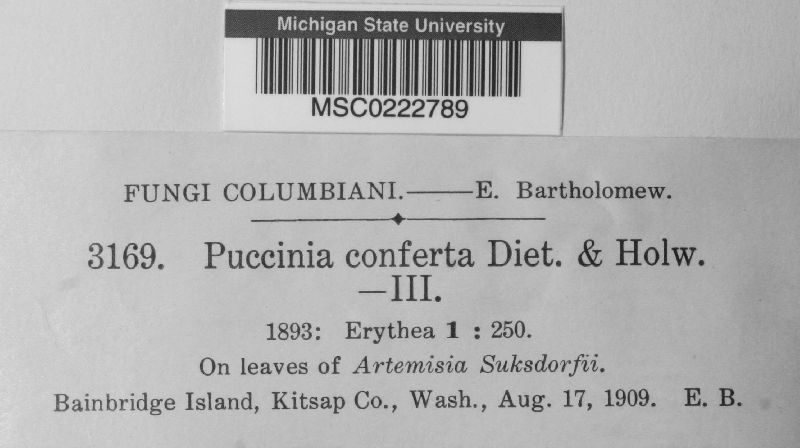 Michigan State University
MSC0222789
FUNGI COLUMBIANI.——E. Bartholomew.
3169. Puccinia conferta Diet. & Holw.
—III.
1893: Erythea 1 : 250.
On leaves of Artemisia Suksdorfii.
Bainbridge Island, Kitsap Co., Wash., Aug. 17, 1909. E. B.